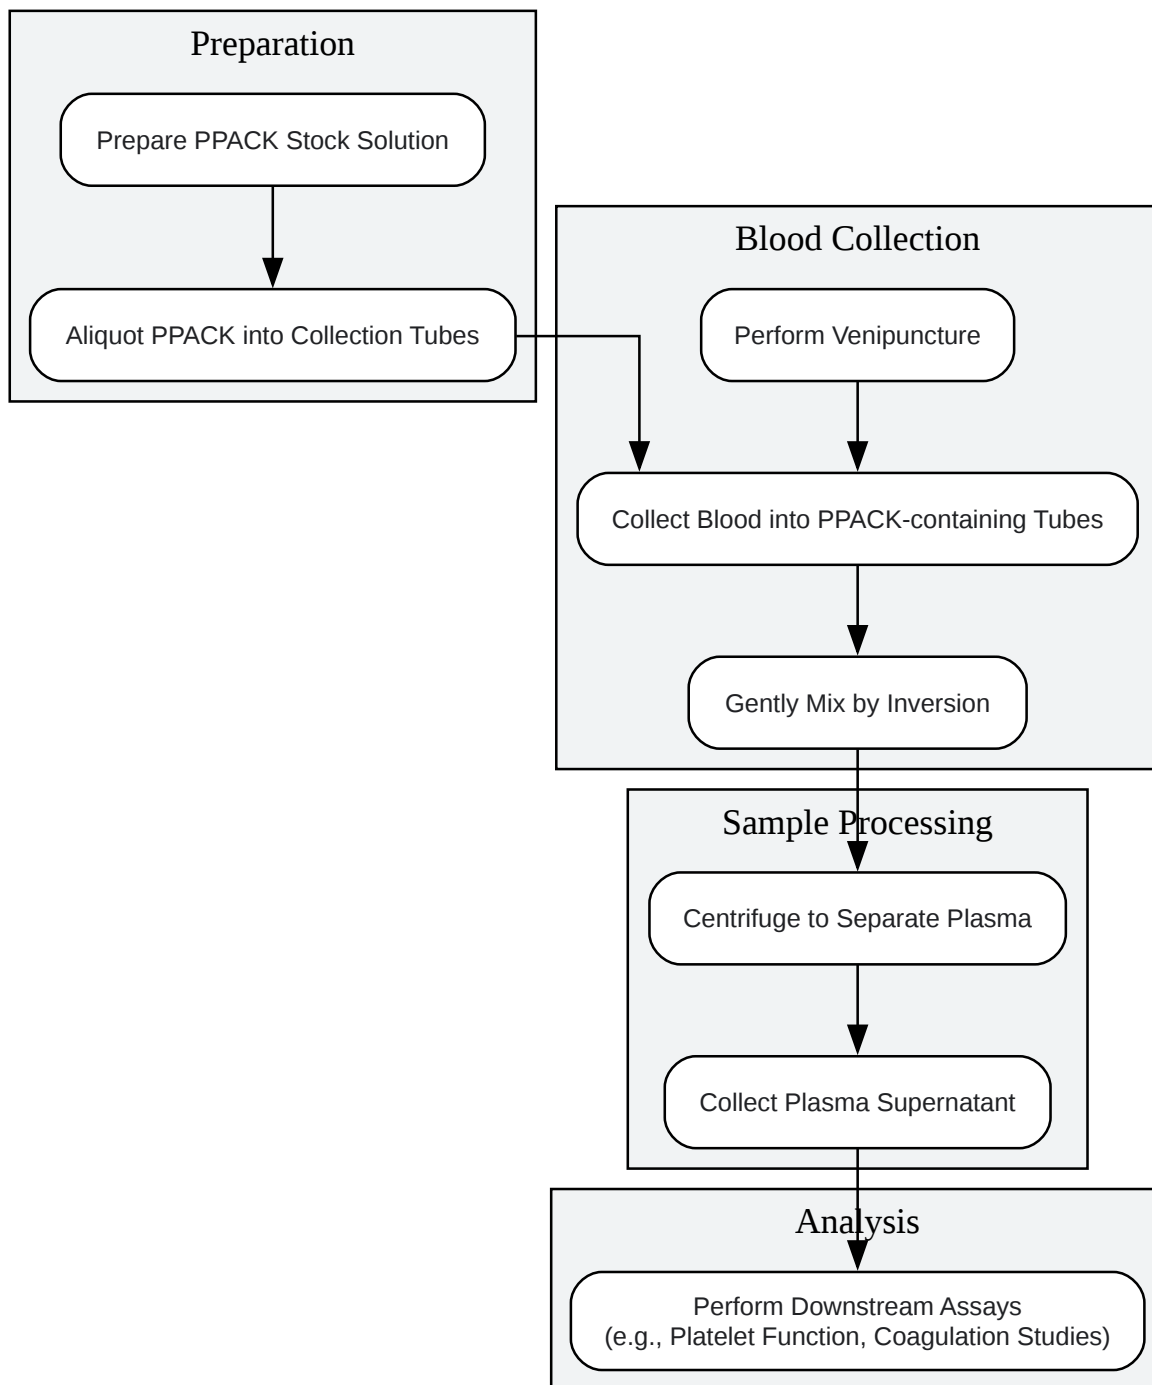 Preparation
Prepare PPACK Stock Solution
Aliquot PPACK into Collection Tubes
Blood Collection
Perform Venipuncture
Collect Blood into PPACK-containing Tubes
Gently Mix by Inversion
Sample Processing
Centrifuge to Separate Plasma
Collect Plasma Supernatant
Analysis
Perform Downstream Assays
(e.g., Platelet Function, Coagulation Studies)